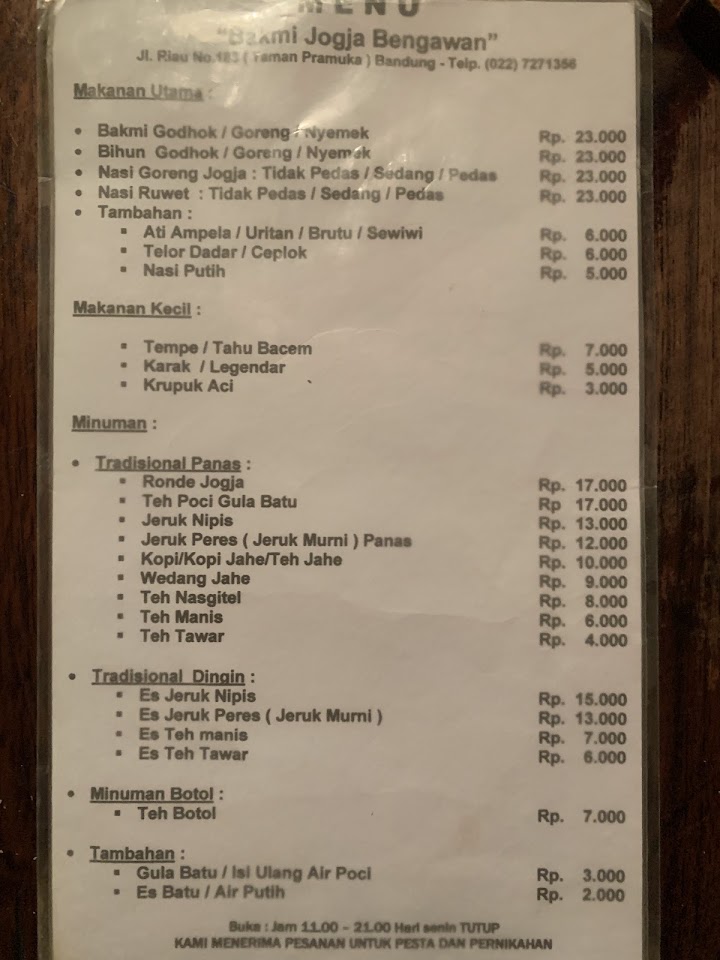 MENU
"Bakmi Jogja Bengawan"
Jl. Riau No.183 ( Taman Pramuka ) Bandung - Telp. (022) 7271356
Makanan Utama :
• Bakmi Godhok / Goreng / Nyemek Rp. 23.000
• Bihun Godhok / Goreng / Nyemek Rp. 23.000
• Nasi Goreng Jogja : Tidak Pedas / Sedang / Pedas Rp. 23.000
• Nasi Ruwet : Tidak Pedas / Sedang / Pedas Rp. 23.000
• Tambahan :
▪ Ati Ampela / Uritan / Brutu / Sewiwi Rp. 6.000
▪ Telor Dadar / Ceplok Rp. 6.000
▪ Nasi Putih Rp. 5.000
Makanan Kecil :
▪ Tempe / Tahu Bacem Rp. 7.000
▪ Karak / Legendar Rp. 5.000
▪ Krupuk Aci Rp. 3.000
Minuman :
• Tradisional Panas :
▪ Ronde Jogja Rp. 17.000
▪ Teh Poci Gula Batu Rp 17.000
▪ Jeruk Nipis Rp. 13.000
▪ Jeruk Peres ( Jeruk Murni ) Panas Rp. 12.000
▪ Kopi/Kopi Jahe/Teh Jahe Rp. 10.000
▪ Wedang Jahe Rp. 9.000
▪ Teh Nasgitel Rp. 8.000
▪ Teh Manis Rp. 6.000
▪ Teh Tawar Rp. 4.000
• Tradisional Dingin :
▪ Es Jeruk Nipis Rp. 15.000
▪ Es Jeruk Peres ( Jeruk Murni ) Rp. 13.000
▪ Es Teh manis Rp. 7.000
▪ Es Teh Tawar Rp. 6.000
• Minuman Botol :
▪ Teh Botol Rp. 7.000
• Tambahan :
▪ Gula Batu / Isi Ulang Air Poci Rp. 3.000
▪ Es Batu / Air Putih Rp. 2.000
Buka : Jam 11.00 – 21.00 Hari senin TUTUP
KAMI MENERIMA PESANAN UNTUK PESTA DAN PERNIKAHAN